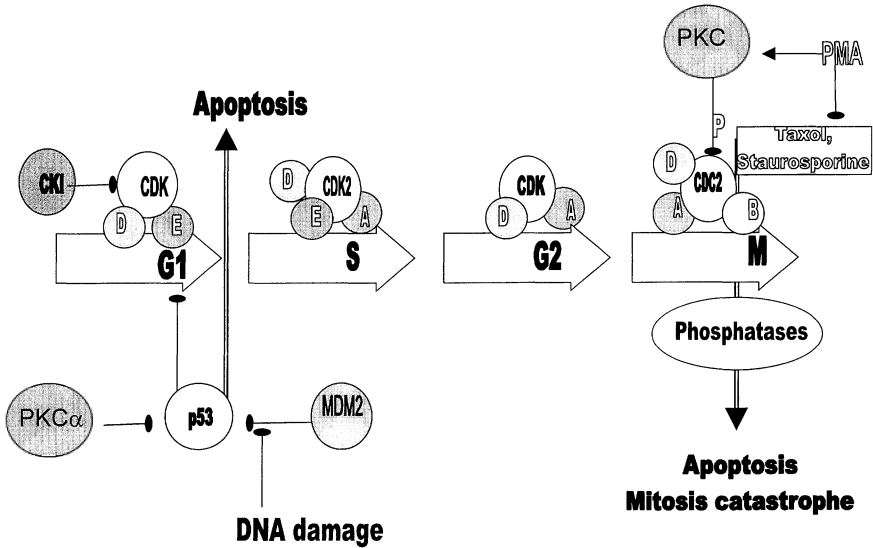 PKC
PMA
Apoptosis
P
Taxol,
Staurosporine
CKI
CDK
D
E
D
CDK2
E
A
CDK
D
A
D
CDC2
A
B
G1
S
G2
M
Phosphatases
PKCα
p53
MDM2
Apoptosis
Mitosis catastrophe
DNA damage